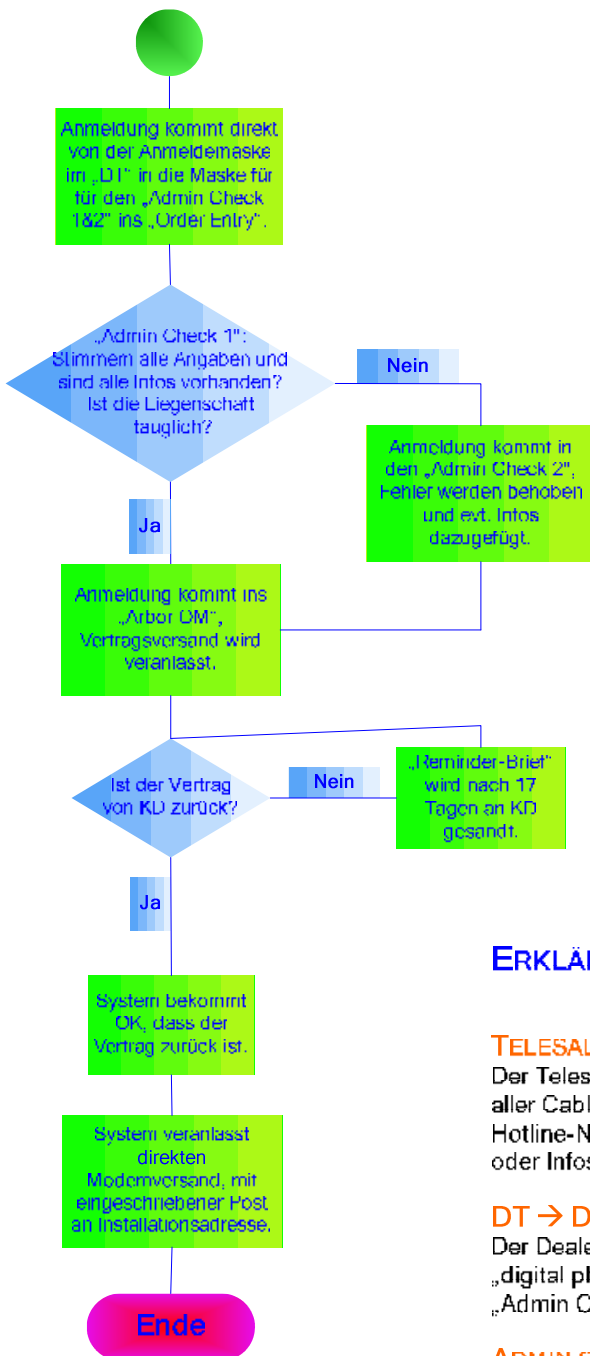 Anmeldung kommt direkt
von der Anmeldemaske
im „DT" in die Maske für
für den „Admin Check
1&2" ins „Order Entry".
„Admin Check 1":
Stimmem alle Angaben und
sind alle Infos vorhanden?
Ist die Liegenschaft
tauglich?
Nein
Anmeldung kommt in
den „Admin Check 2",
Fehler werden behoben
und evt. Infos
dazugefügt.
Ja
Anmeldung kommt ins
„Arbor OM",
Vertragsversand wird
veranlasst.
Ist der Vertrag
von KD zurück?
Nein
„Reminder-Brief"
wird nach 17
Tagen an KD
gesandt.
Ja
System bekommt
OK, dass der
Vertrag zurück ist.
System veranlasst
direkten
Modemversand, mit
eingeschriebener Post
an Installationsadresse.
Ende
ERKLÄ
TELESAL
Der Teles
aller Cabl
Hotline-N
oder Infos
DT → D
Der Deale
„digital ph
„Admin C